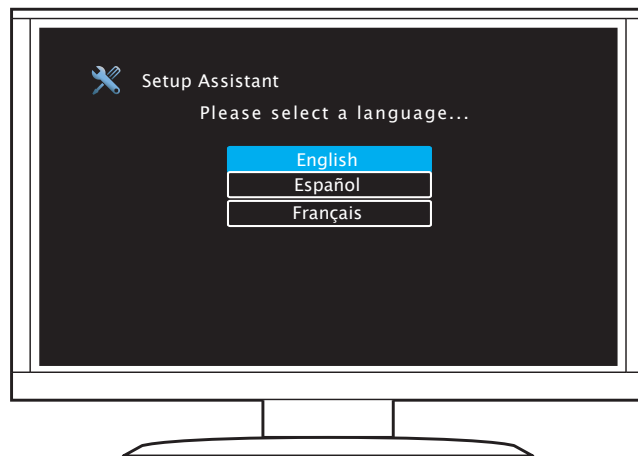 Setup Assistant
Please select a language...
English
Español
Français